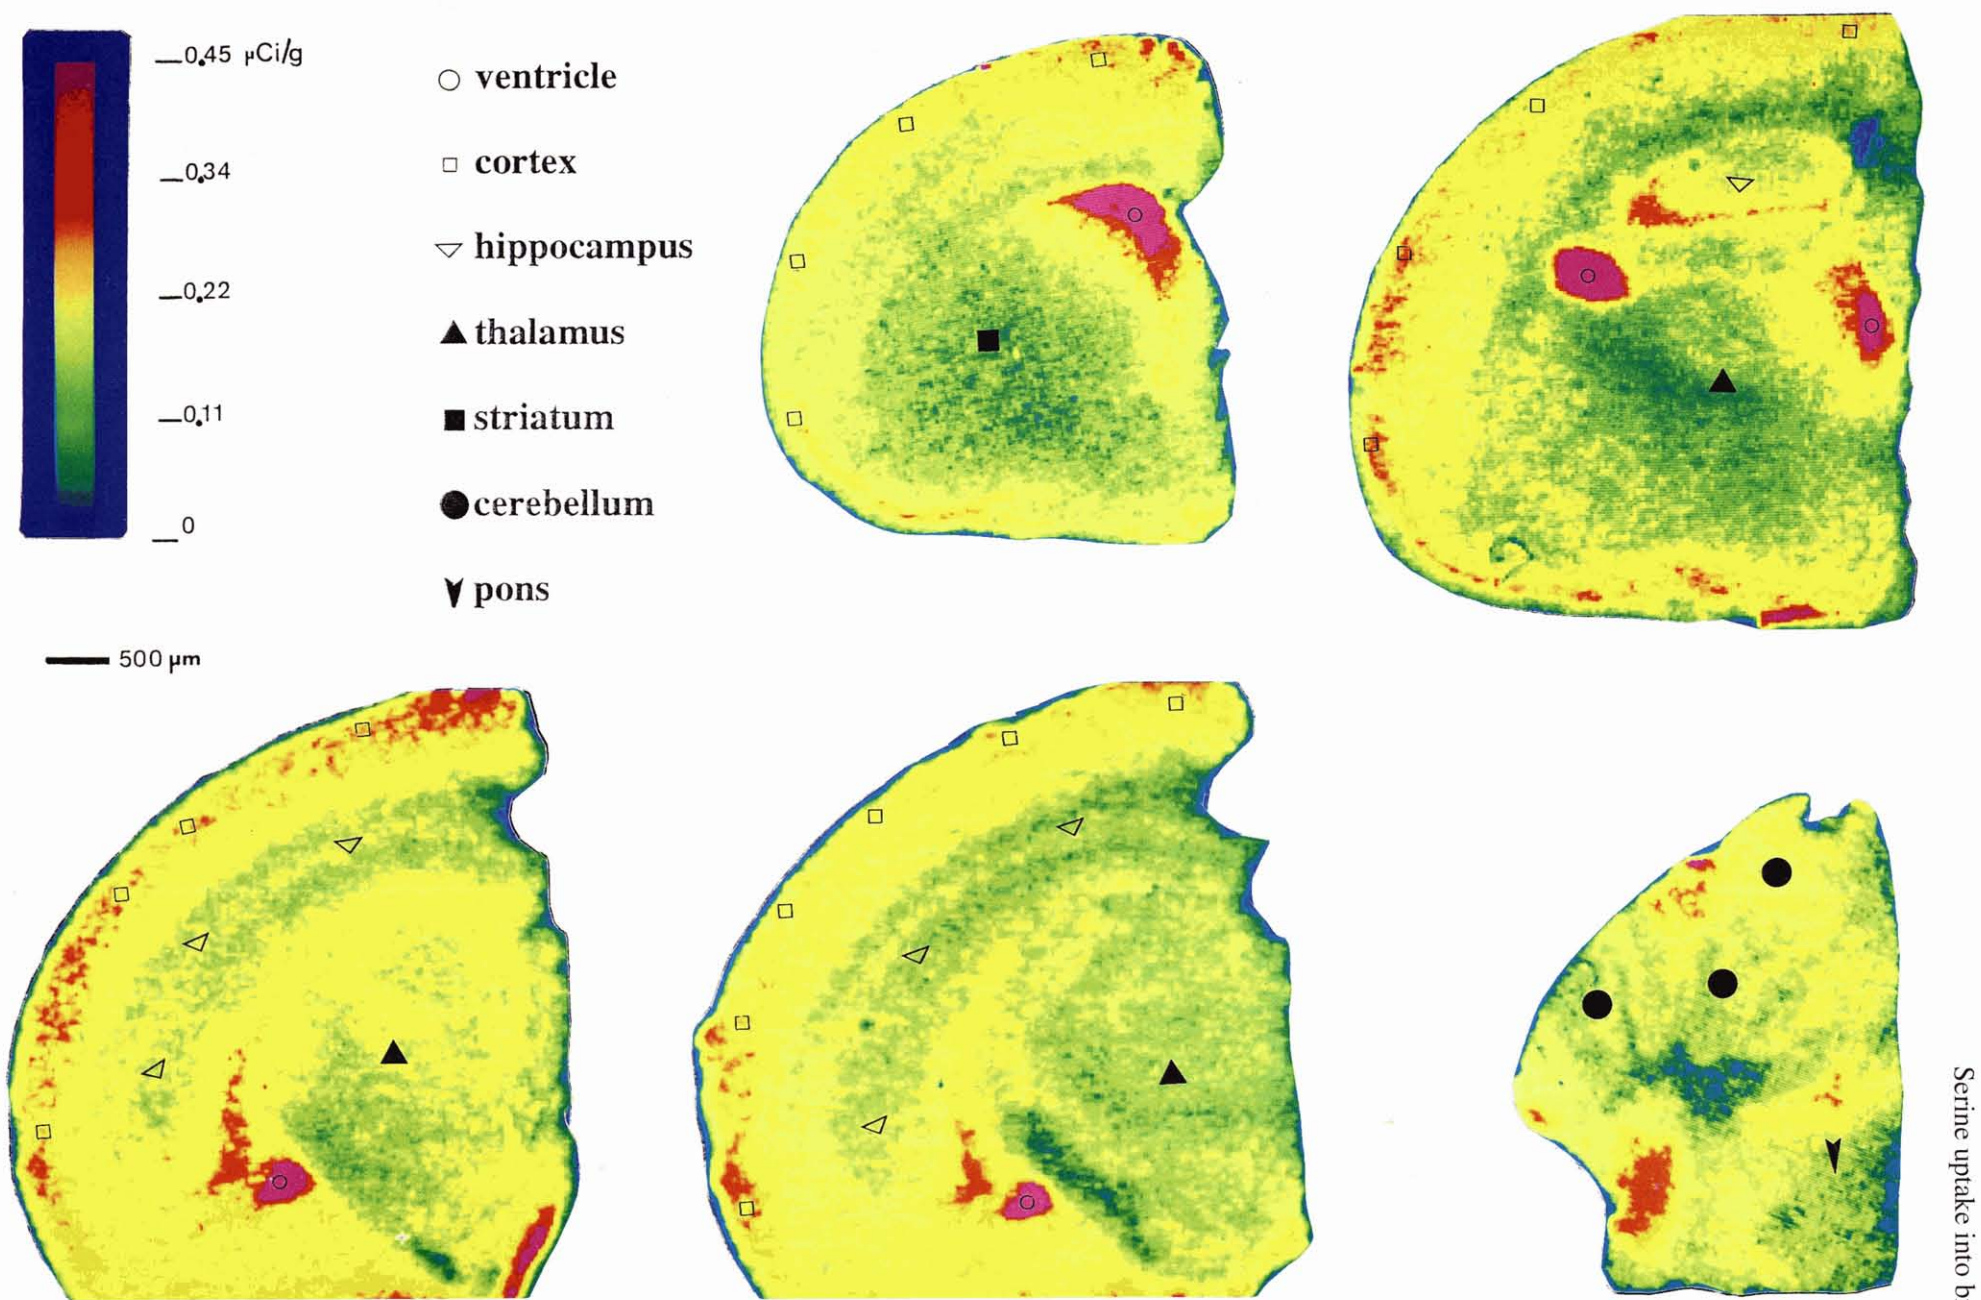 0.45 µCi/g
0.34
0.22
0.11
0
ventricle
cortex
hippocampus
thalamus
striatum
cerebellum
pons
500 µm
Serine uptake into b